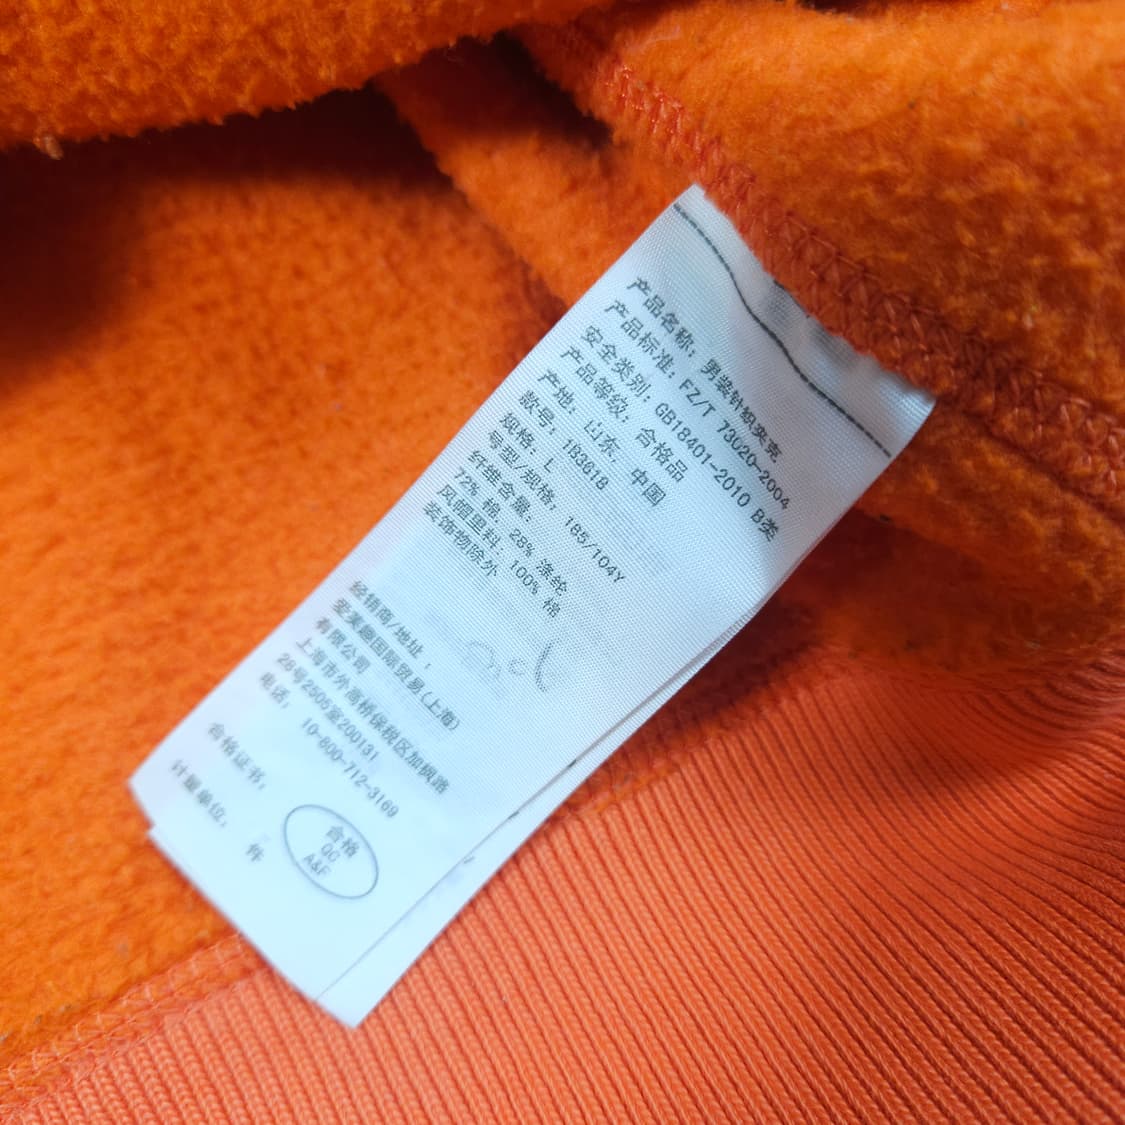 产品名称: 男装针织夹克
产品标准: FZ/T 73020-2004
安全类别: GB18401-2010 B类
产品等级: 合格品
产地: 山东, 中国
款号: 183618
规格: L
号型/规格: 185/104Y
纤维含量:
72% 棉, 28% 涤纶
风帽里料: 100% 棉
装饰物除外
经销商/地址:
爱芙趣国际贸易(上海)
有限公司
上海市外高桥保税区加枫路
28号2505室200131
电话: 10-800-712-3169
合格证书:
合格
QC
A&F
计量单位: 件